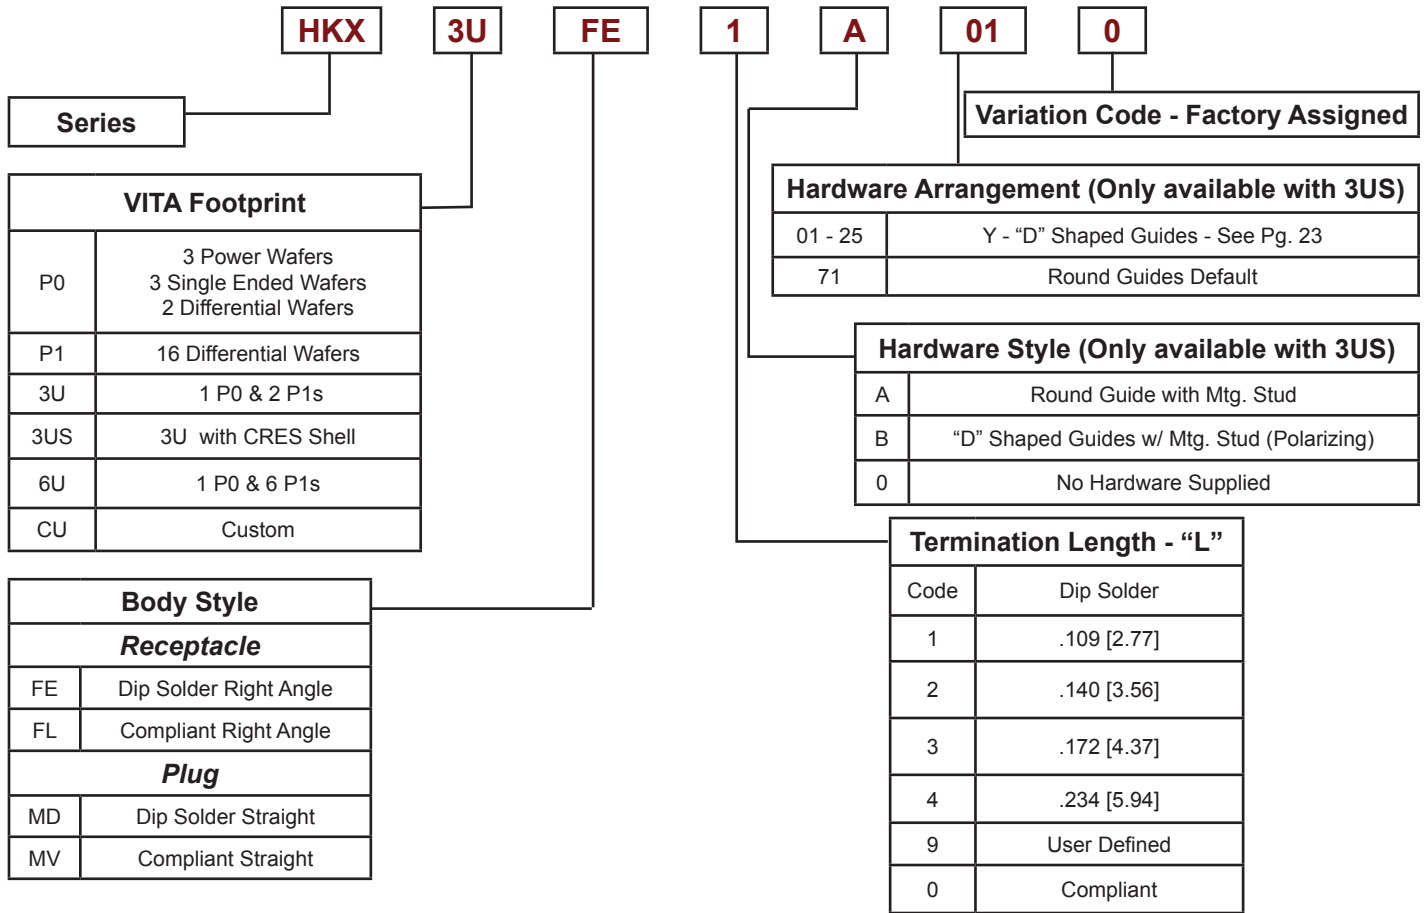 HKX 3U FE 1 A 01 0
Series
Variation Code - Factory Assigned
VITA Footprint
P0 3 Power Wafers
3 Single Ended Wafers
2 Differential Wafers
P1 16 Differential Wafers
3U 1 P0 & 2 P1s
3US 3U with CRES Shell
6U 1 P0 & 6 P1s
CU Custom
Hardware Arrangement (Only available with 3US)
01 - 25 Y - “D” Shaped Guides - See Pg. 23
71 Round Guides Default
Hardware Style (Only available with 3US)
A Round Guide with Mtg. Stud
B “D” Shaped Guides w/ Mtg. Stud (Polarizing)
0 No Hardware Supplied
Body Style
Receptacle
FE Dip Solder Right Angle
FL Compliant Right Angle
Plug
MD Dip Solder Straight
MV Compliant Straight
Termination Length - “L”
Code Dip Solder
1 .109 [2.77]
2 .140 [3.56]
3 .172 [4.37]
4 .234 [5.94]
9 User Defined
0 Compliant